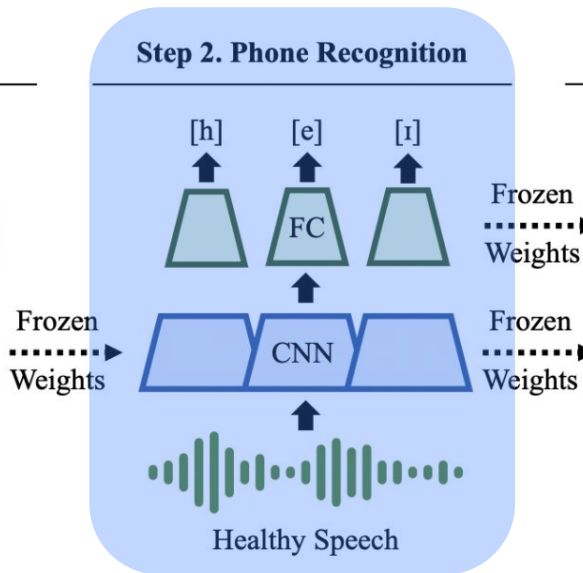 Step 2. Phone Recognition
[h] [e] [ɪ]
FC
Frozen
Weights
Frozen
Weights
CNN
Frozen
Weights
Healthy Speech